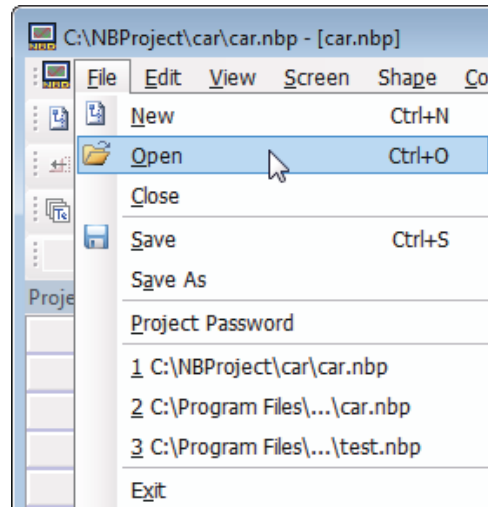 C:\NBProject\car\car.nbp - [car.nbp]
File Edit View Screen Shape Co
New Ctrl+N
Open Ctrl+O
Close
Save Ctrl+S
Save As
Proje
Project Password
1 C:\NBProject\car\car.nbp
2 C:\Program Files\...\car.nbp
3 C:\Program Files\...\test.nbp
Exit